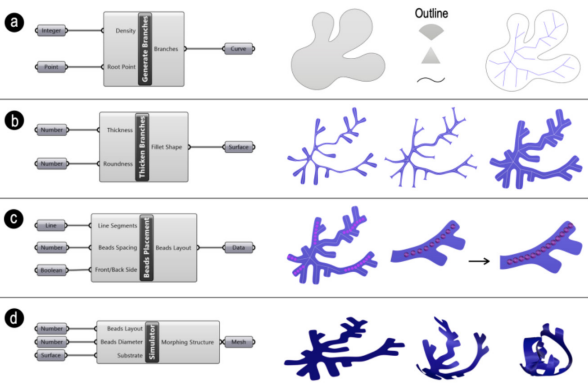 a
Integer
Point
Density
Root Point
Generate Branches
Branches
Curve
Outline
b
Number
Number
Thickness
Roundness
Thicken Branches
Fillet Shape
Surface
c
Line
Number
Boolean
Line Segments
Beads Spacing
Front/Back Side
Beads Placement
Beads Layout
Data
d
Number
Number
Surface
Beads Layout
Beads Diameter
Substrate
Simulator
Morphing Structure
Mesh